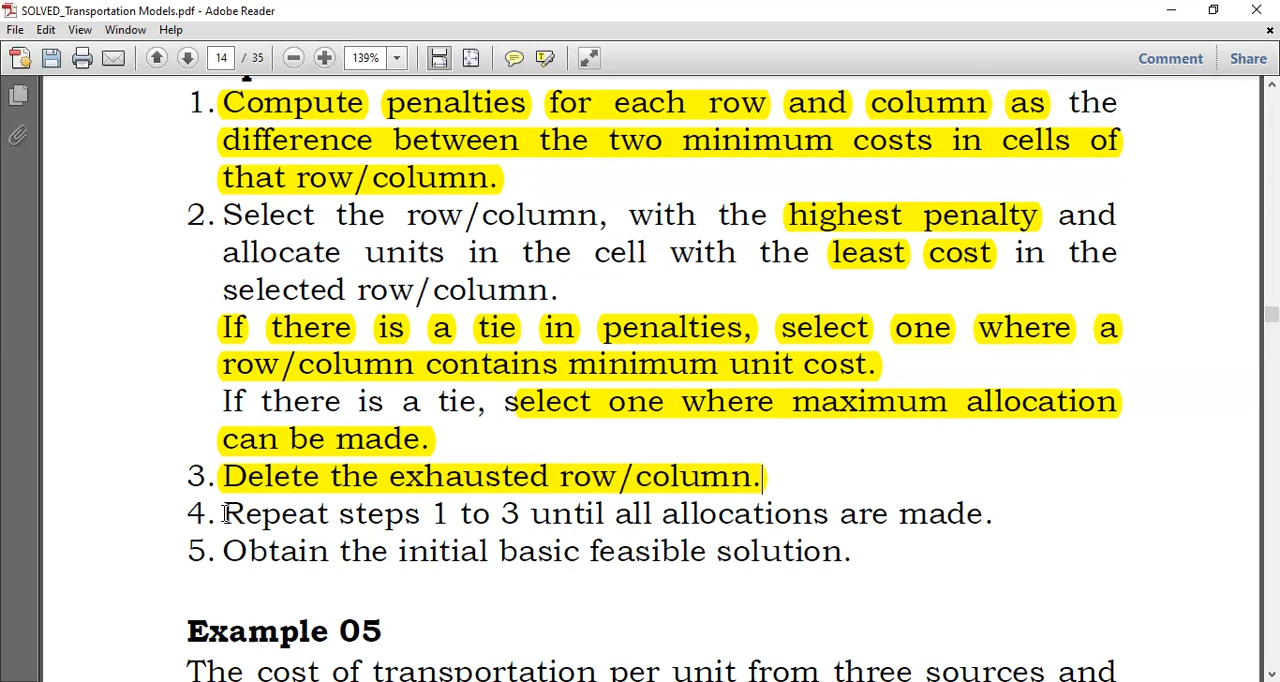 SOLVED_Transportation Models.pdf - Adobe Reader
File Edit View Window Help
14 / 35 139% Comment Share
1. Compute penalties for each row and column as the
difference between the two minimum costs in cells of
that row/column.
2. Select the row/column, with the highest penalty and
allocate units in the cell with the least cost in the
selected row/column.
If there is a tie in penalties, select one where a
row/column contains minimum unit cost.
If there is a tie, select one where maximum allocation
can be made.
3. Delete the exhausted row/column.
4. Repeat steps 1 to 3 until all allocations are made.
5. Obtain the initial basic feasible solution.
Example 05
The cost of transportation per unit from three sources and